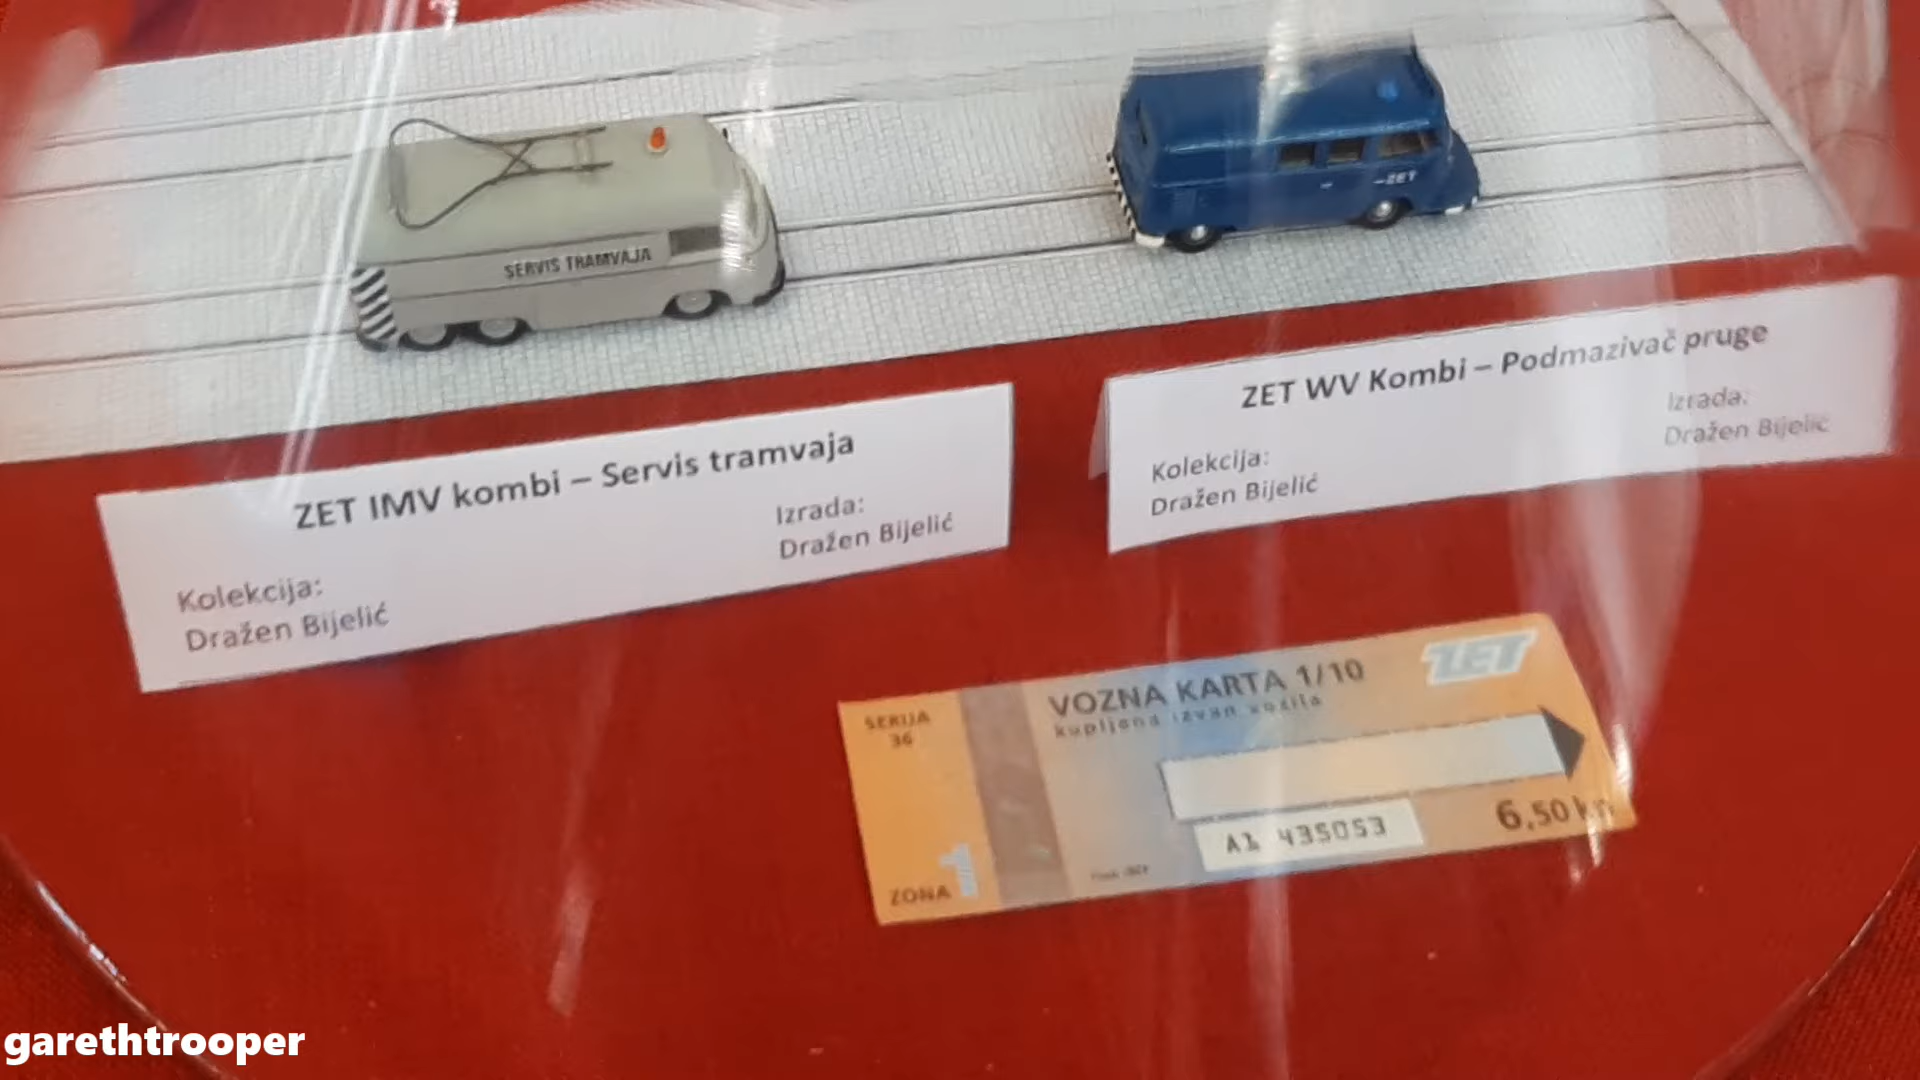 SERVIS TRAMVAJA
ZET
ZET IMV kombi – Servis tramvaja
Izrada:
Dražen Bijelić
Kolekcija:
Dražen Bijelić
ZET WV Kombi – Podmazivač pruge
Izrada:
Dražen Bijelić
Kolekcija:
Dražen Bijelić
SERIJA
36
VOZNA KARTA 1/10
kupljena izvan vozila
ZET
A1 435053
6,50 kn
ZONA 1
garethtrooper